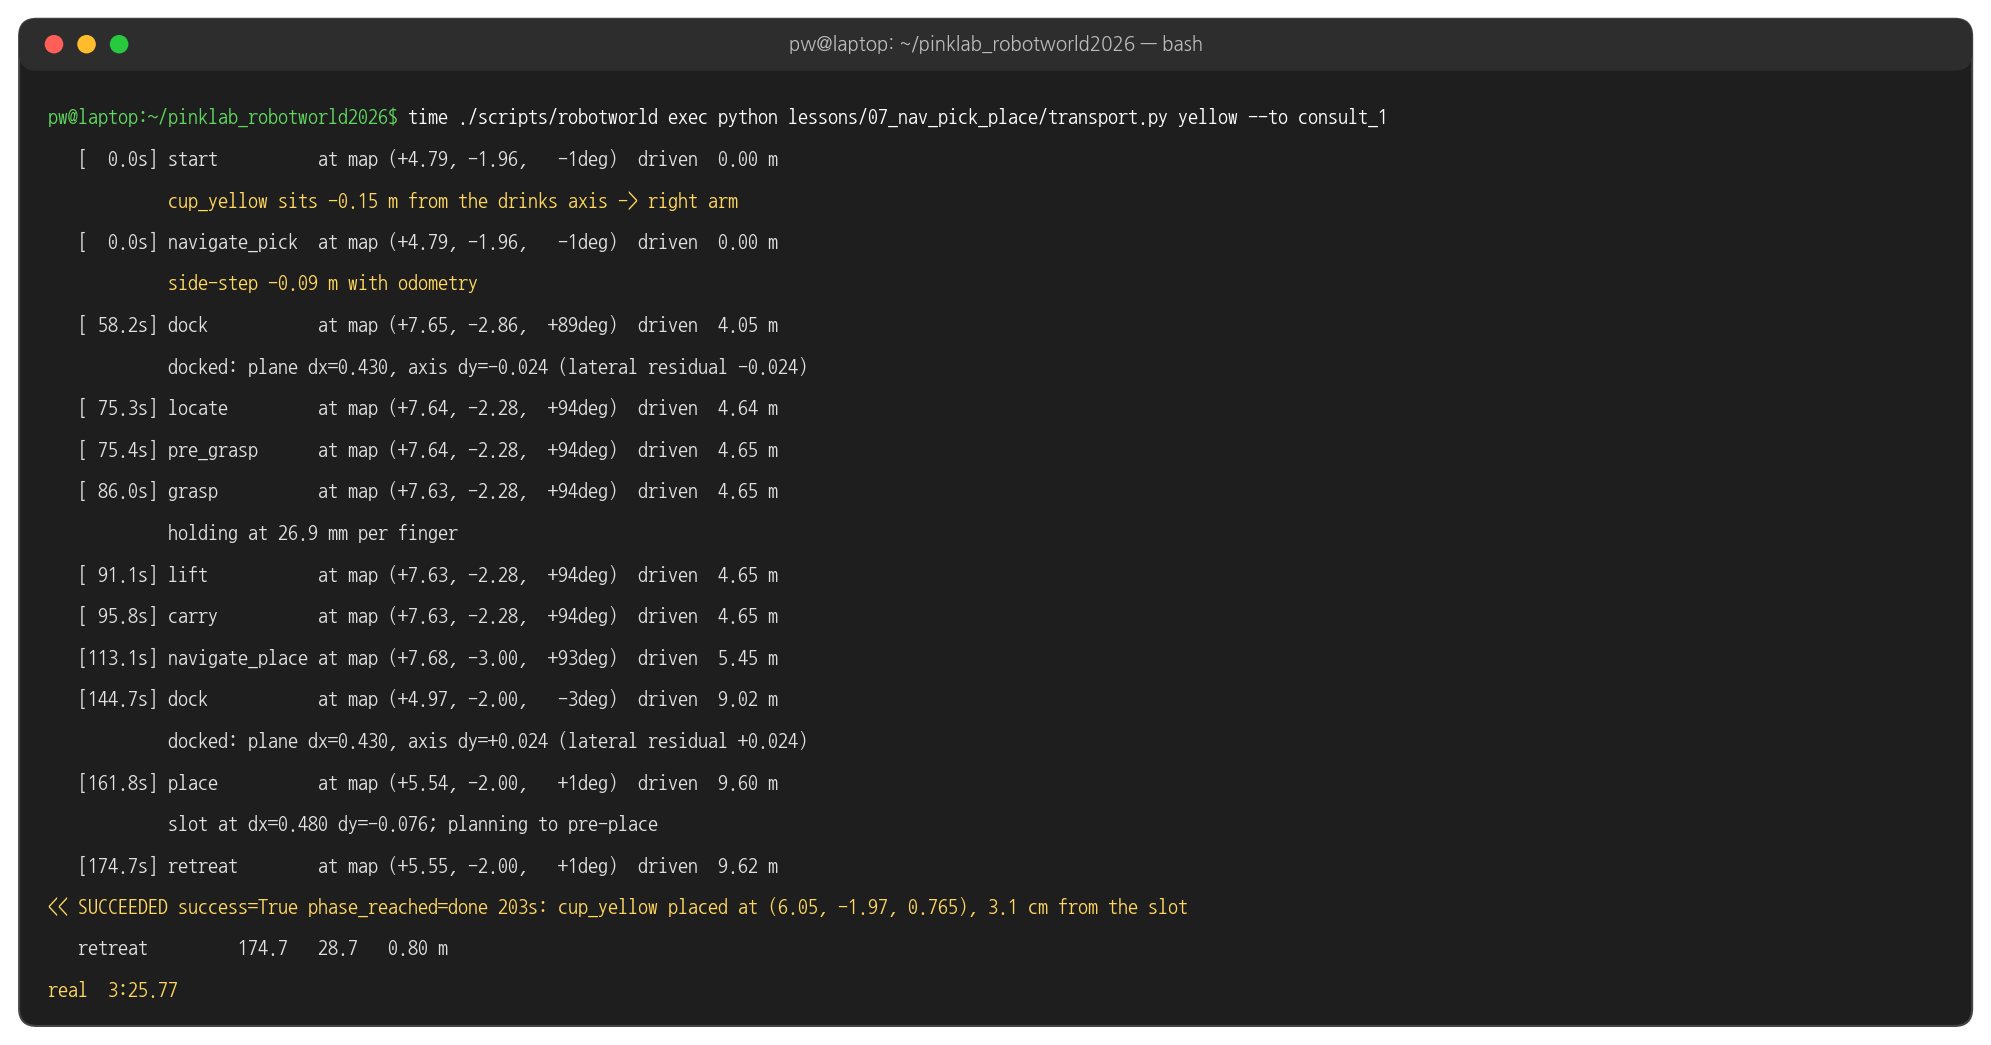 pw@laptop: ~/pinklab_robotworld2026 — bash
pw@laptop:~/pinklab_robotworld2026$ time ./scripts/robotworld exec python lessons/07_nav_pick_place/transport.py yellow --to consult_1
[  0.0s] start          at map (+4.79, -1.96,   -1deg)  driven  0.00 m
cup_yellow sits -0.15 m from the drinks axis -> right arm
[  0.0s] navigate_pick  at map (+4.79, -1.96,   -1deg)  driven  0.00 m
side-step -0.09 m with odometry
[ 58.2s] dock           at map (+7.65, -2.86,  +89deg)  driven  4.05 m
docked: plane dx=0.430, axis dy=-0.024 (lateral residual -0.024)
[ 75.3s] locate         at map (+7.64, -2.28,  +94deg)  driven  4.64 m
[ 75.4s] pre_grasp      at map (+7.64, -2.28,  +94deg)  driven  4.65 m
[ 86.0s] grasp          at map (+7.63, -2.28,  +94deg)  driven  4.65 m
holding at 26.9 mm per finger
[ 91.1s] lift           at map (+7.63, -2.28,  +94deg)  driven  4.65 m
[ 95.8s] carry          at map (+7.63, -2.28,  +94deg)  driven  4.65 m
[113.1s] navigate_place at map (+7.68, -3.00,  +93deg)  driven  5.45 m
[144.7s] dock           at map (+4.97, -2.00,   -3deg)  driven  9.02 m
docked: plane dx=0.430, axis dy=+0.024 (lateral residual +0.024)
[161.8s] place          at map (+5.54, -2.00,   +1deg)  driven  9.60 m
slot at dx=0.480 dy=-0.076; planning to pre-place
[174.7s] retreat        at map (+5.55, -2.00,   +1deg)  driven  9.62 m
<< SUCCEEDED success=True phase_reached=done 203s: cup_yellow placed at (6.05, -1.97, 0.765), 3.1 cm from the slot
retreat         174.7   28.7   0.80 m
real  3:25.77